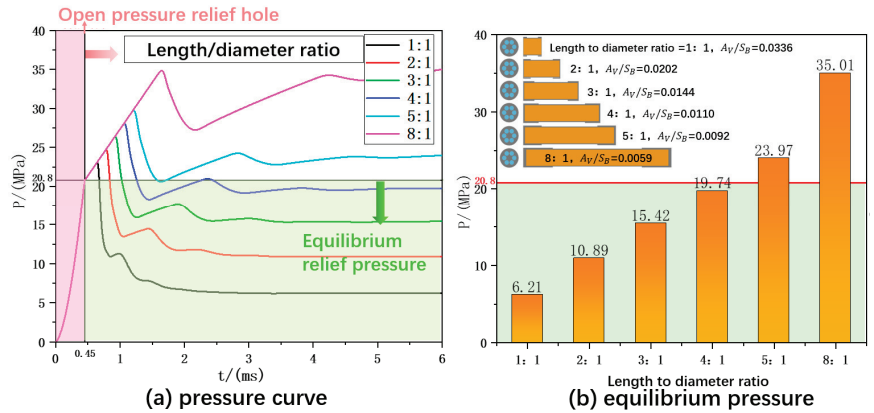 Open pressure relief hole
Length/diameter ratio
1:1
2:1
3:1
4:1
5:1
8:1
Equilibrium
relief pressure
P/(MPa)
40
35
30
25
20.8
20
15
10
5
0
0
0.45
1
2
3
4
5
6
t/(ms)
(a) pressure curve
Length to diameter ratio =1: 1, A_V/S_B=0.0336
2: 1, A_V/S_B=0.0202
3: 1, A_V/S_B=0.0144
4: 1, A_V/S_B=0.0110
5: 1, A_V/S_B=0.0092
8: 1, A_V/S_B=0.0059
P/(MPa)
40
30
20.8
20
10
0
6.21
10.89
15.42
19.74
23.97
35.01
40
30
20
10
0
1: 1
2: 1
3: 1
4: 1
5: 1
8: 1
Length to diameter ratio
(b) equilibrium pressure